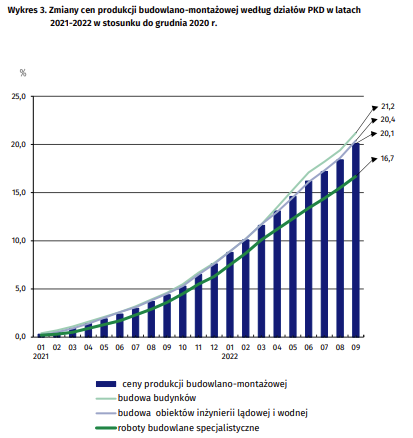 Wykres 3. Zmiany cen produkcji budowlano-montażowej według działów PKD w latach
2021-2022 w stosunku do grudnia 2020 r.
%
25,0
20,0
15,0
10,0
5,0
0,0
21,2
20,4
20,1
16,7
01 02 03 04 05 06 07 08 09 10 11 12 01 02 03 04 05 06 07 08 09
2021 2022
ceny produkcji budowlano-montażowej
budowa budynków
budowa obiektów inżynierii lądowej i wodnej
roboty budowlane specjalistyczne